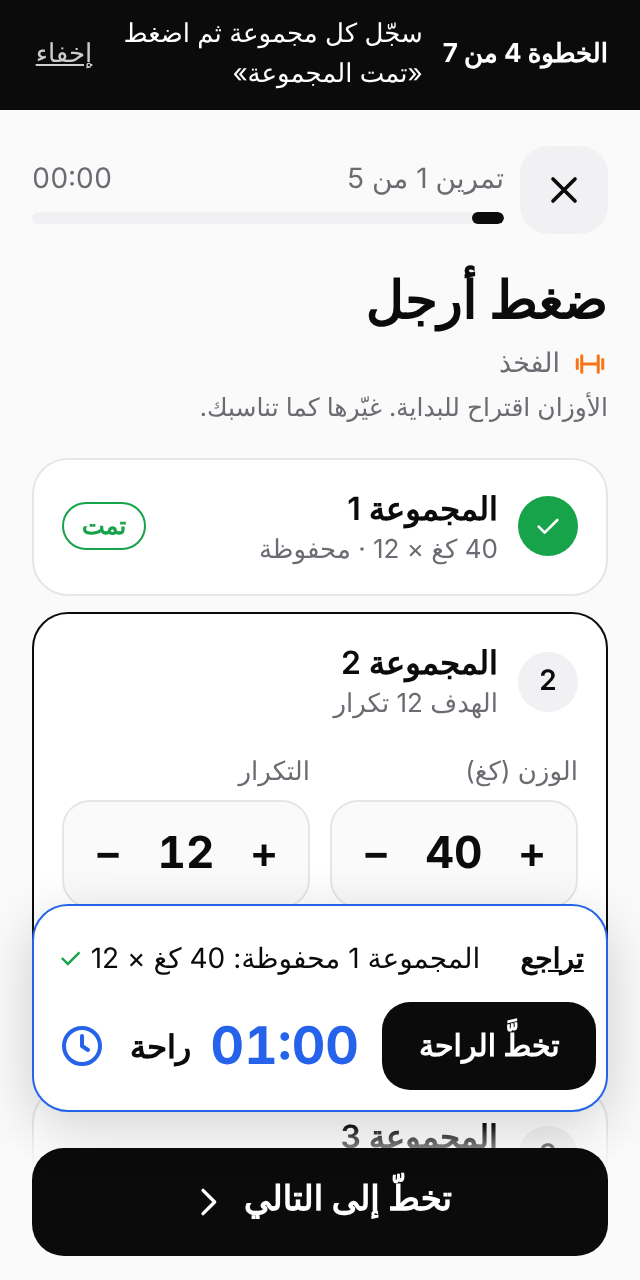 الخطوة 4 من 7
سجّل كل مجموعة ثم اضغط
«تمت المجموعة»
إخفاء
تمرين 1 من 5
00:00
ضغط أرجل
الفخذ
الأوزان اقتراح للبداية. غيّرها كما تناسبك.
المجموعة 1
40 كغ × 12 · محفوظة
تمت
2
المجموعة 2
الهدف 12 تكرار
الوزن (كغ)
التكرار
+ 40 −
+ 12 −
تراجع
المجموعة 1 محفوظة: 40 كغ × 12
تخطَّ الراحة
01:00
راحة
المجموعة 3
تخطّ إلى التالي